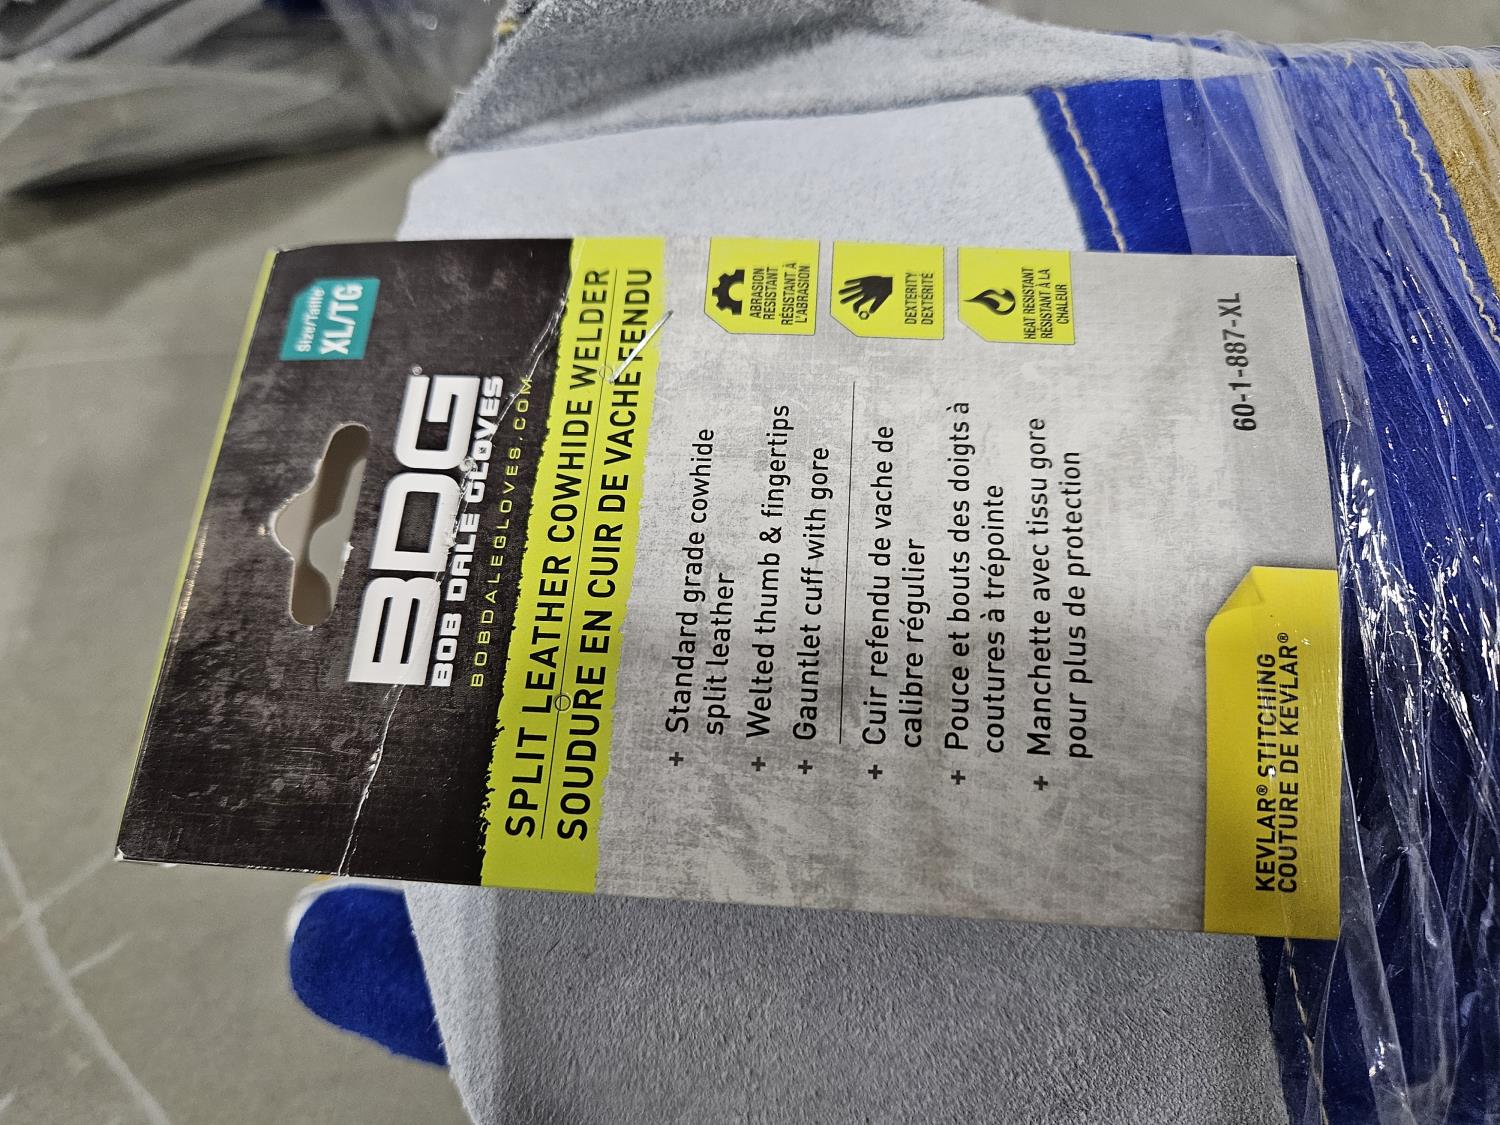 Size/Taille
XL/TG
BDG®
BOB DALE GLOVES
BOBDALEGLOVES.COM
SPLIT LEATHER COWHIDE WELDER
SOUDURE EN CUIR DE VACHE FENDU
+ Standard grade cowhide
split leather
+ Welted thumb & fingertips
+ Gauntlet cuff with gore
+ Cuir refendu de vache de
calibre régulier
+ Pouce et bouts des doigts à
coutures à trépointe
+ Manchette avec tissu gore
pour plus de protection
ABRASION
RESISTANT
RÉSISTANT À
L'ABRASION
DEXTERITY
DEXTÉRITÉ
HEAT RESISTANT
RÉSISTANT À LA
CHALEUR
KEVLAR® STITCHING
COUTURE DE KEVLAR®
60-1-887-XL